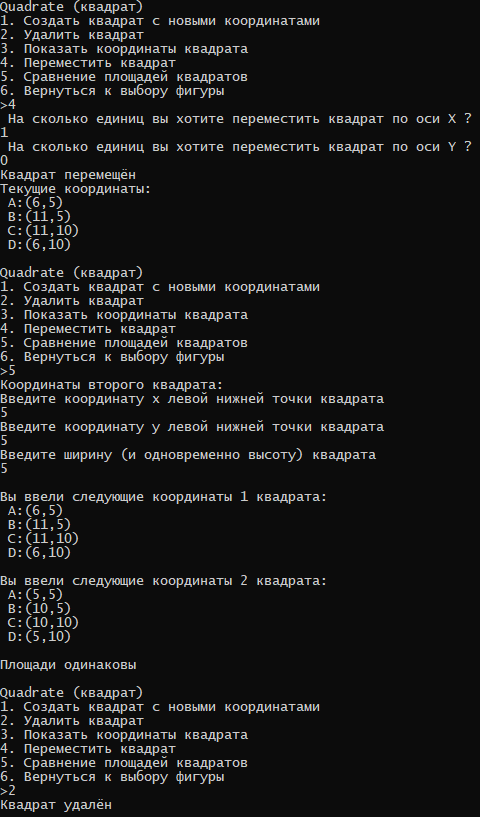 Quadrate (квадрат)
1. Создать квадрат с новыми координатами
2. Удалить квадрат
3. Показать координаты квадрата
4. Переместить квадрат
5. Сравнение площадей квадратов
6. Вернуться к выбору фигуры
>4
На сколько единиц вы хотите переместить квадрат по оси X ?
1
На сколько единиц вы хотите переместить квадрат по оси Y ?
0
Квадрат перемещён
Текущие координаты:
A:(6,5)
B:(11,5)
C:(11,10)
D:(6,10)
Quadrate (квадрат)
1. Создать квадрат с новыми координатами
2. Удалить квадрат
3. Показать координаты квадрата
4. Переместить квадрат
5. Сравнение площадей квадратов
6. Вернуться к выбору фигуры
>5
Координаты второго квадрата:
Введите координату x левой нижней точки квадрата
5
Введите координату y левой нижней точки квадрата
5
Введите ширину (и одновременно высоту) квадрата
5
Вы ввели следующие координаты 1 квадрата:
A:(6,5)
B:(11,5)
C:(11,10)
D:(6,10)
Вы ввели следующие координаты 2 квадрата:
A:(5,5)
B:(10,5)
C:(10,10)
D:(5,10)
Площади одинаковы
Quadrate (квадрат)
1. Создать квадрат с новыми координатами
2. Удалить квадрат
3. Показать координаты квадрата
4. Переместить квадрат
5. Сравнение площадей квадратов
6. Вернуться к выбору фигуры
>2
Квадрат удалён